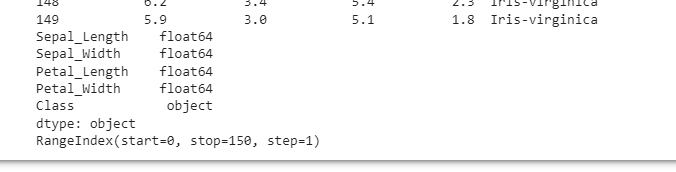 148 6.2 3.4 5.4 2.3 Iris-virginica
149 5.9 3.0 5.1 1.8 Iris-virginica
Sepal_Length float64
Sepal_Width float64
Petal_Length float64
Petal_Width float64
Class object
dtype: object
RangeIndex(start=0, stop=150, step=1)